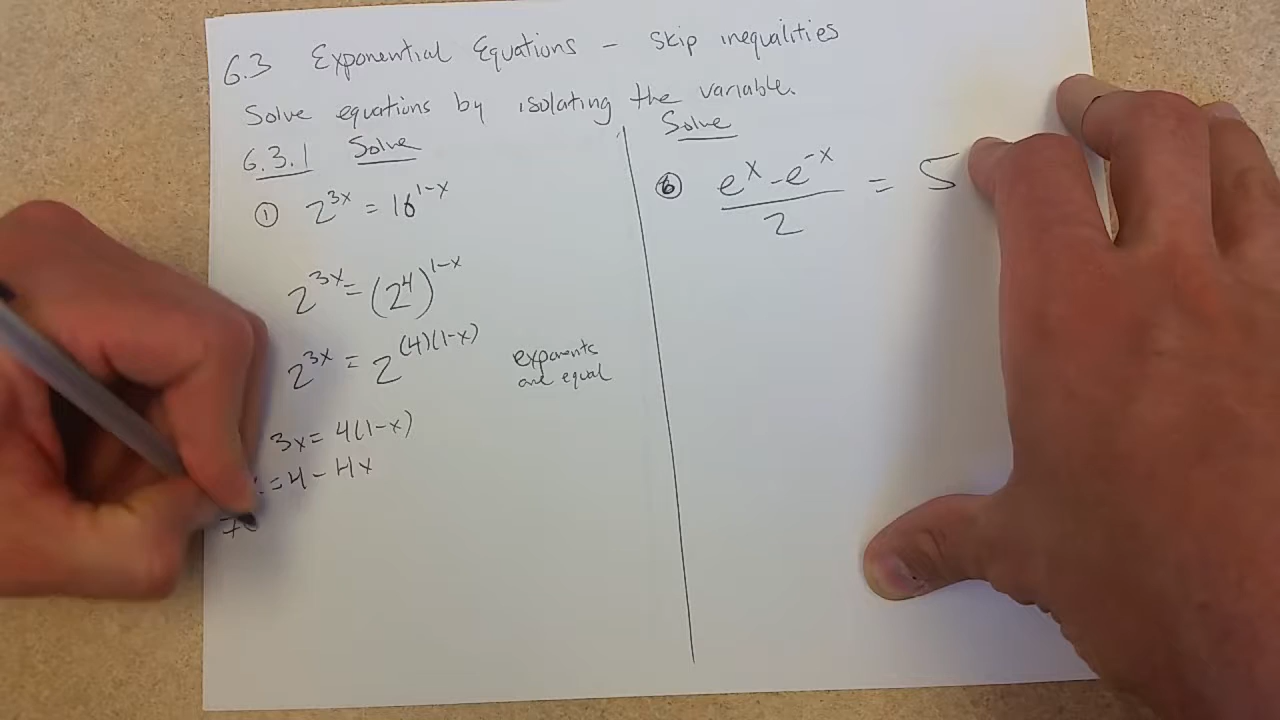 6.3 Exponential Equations – skip inequalities
Solve equations by isolating the variable.
6.3.1 Solve
① 2^{3x} = 16^{1-x}
2^{3x} = (2^4)^{1-x}
2^{3x} = 2^{(4)(1-x)}
exponents
are equal
3x = 4(1-x)
= 4 - 4x
7
Solve
⑥ \frac{e^x - e^{-x}}{2} = 5